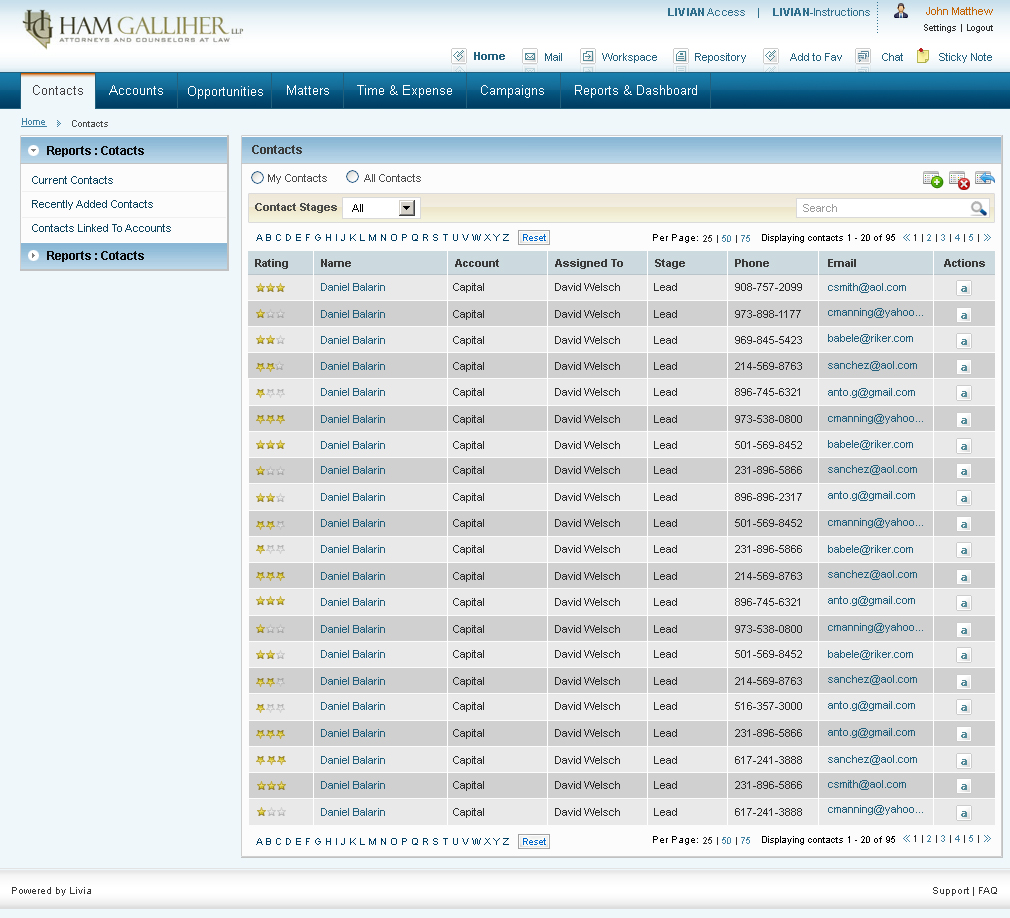 HAM GALLIHER LLP
ATTORNEYS AND COUNSELORS AT LAW
LIVIAN Access | LIVIAN-Instructions
John Matthew
Settings | Logout
Home Mail Workspace Repository Add to Fav Chat Sticky Note
Contacts Accounts Opportunities Matters Time & Expense Campaigns Reports & Dashboard
Home > Contacts
Reports : Cotacts
Current Contacts
Recently Added Contacts
Contacts Linked To Accounts
Reports : Cotacts
Contacts
My Contacts All Contacts
Contact Stages All Search
A B C D E F G H I J K L M N O P Q R S T U V W X Y Z Reset Per Page: 25 | 50 | 75 Displaying contacts 1 - 20 of 95 « 1 | 2 | 3 | 4 | 5 | »
Rating Name Account Assigned To Stage Phone Email Actions
Daniel Balarin Capital David Welsch Lead 908-757-2099 csmith@aol.com a
Daniel Balarin Capital David Welsch Lead 973-898-1177 cmanning@yahoo... a
Daniel Balarin Capital David Welsch Lead 969-845-5423 babele@riker.com a
Daniel Balarin Capital David Welsch Lead 214-569-8763 sanchez@aol.com a
Daniel Balarin Capital David Welsch Lead 896-745-6321 anto.g@gmail.com a
Daniel Balarin Capital David Welsch Lead 973-538-0800 cmanning@yahoo... a
Daniel Balarin Capital David Welsch Lead 501-569-8452 babele@riker.com a
Daniel Balarin Capital David Welsch Lead 231-896-5866 sanchez@aol.com a
Daniel Balarin Capital David Welsch Lead 896-896-2317 anto.g@gmail.com a
Daniel Balarin Capital David Welsch Lead 501-569-8452 cmanning@yahoo... a
Daniel Balarin Capital David Welsch Lead 231-896-5866 babele@riker.com a
Daniel Balarin Capital David Welsch Lead 214-569-8763 sanchez@aol.com a
Daniel Balarin Capital David Welsch Lead 896-745-6321 anto.g@gmail.com a
Daniel Balarin Capital David Welsch Lead 973-538-0800 cmanning@yahoo... a
Daniel Balarin Capital David Welsch Lead 501-569-8452 babele@riker.com a
Daniel Balarin Capital David Welsch Lead 214-569-8763 sanchez@aol.com a
Daniel Balarin Capital David Welsch Lead 516-357-3000 anto.g@gmail.com a
Daniel Balarin Capital David Welsch Lead 231-896-5866 anto.g@gmail.com a
Daniel Balarin Capital David Welsch Lead 617-241-3888 sanchez@aol.com a
Daniel Balarin Capital David Welsch Lead 231-896-5866 csmith@aol.com a
Daniel Balarin Capital David Welsch Lead 617-241-3888 cmanning@yahoo... a
A B C D E F G H I J K L M N O P Q R S T U V W X Y Z Reset Per Page: 25 | 50 | 75 Displaying contacts 1 - 20 of 95 « 1 | 2 | 3 | 4 | 5 | »
Powered by Livia Support | FAQ